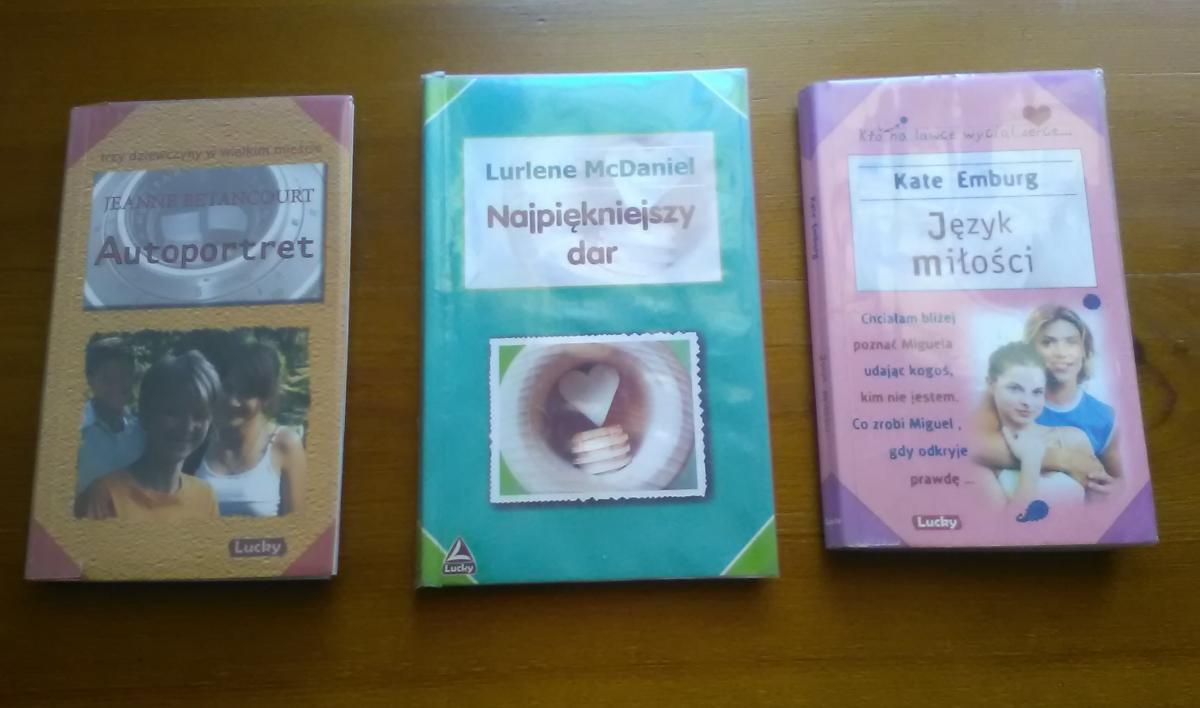 trzy dziewczyny w wielkim mieście
JEANNE BETANCOURT
Autoportret
Lucky
Lurlene McDaniel
Najpiękniejszy
dar
Lucky
Kto na ławce wyciął serce...
Kate Emburg
Język
miłości
Chciałam bliżej
poznać Miguela
udając kogoś,
kim nie jestem.
Co zrobi Miguel ,
gdy odkryje
prawdę ...
Lucky